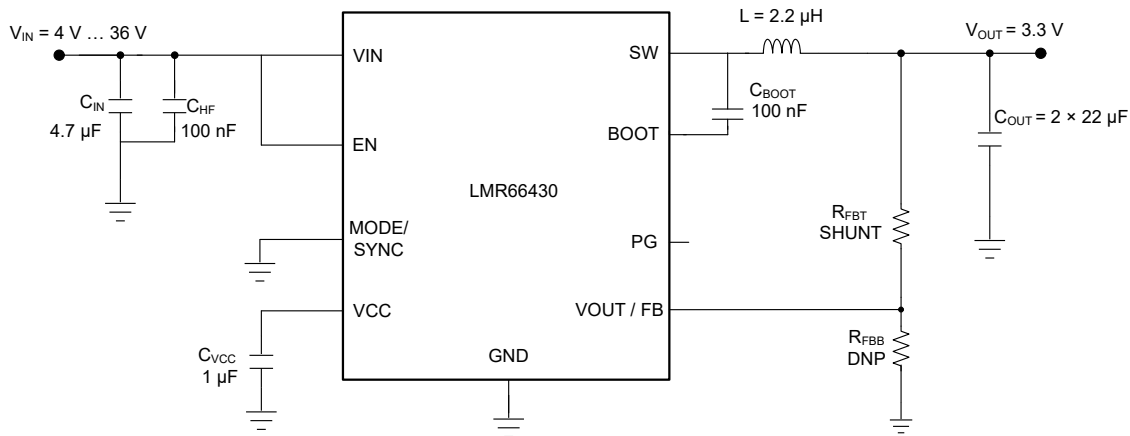 L = 2.2 µH
V_IN = 4 V … 36 V
V_OUT = 3.3 V
VIN
SW
C_IN
4.7 µF
C_HF
100 nF
C_BOOT
100 nF
C_OUT = 2 × 22 µF
BOOT
EN
LMR66430
MODE/
SYNC
R_FBT
SHUNT
PG
VCC
VOUT / FB
C_VCC
1 µF
GND
R_FBB
DNP